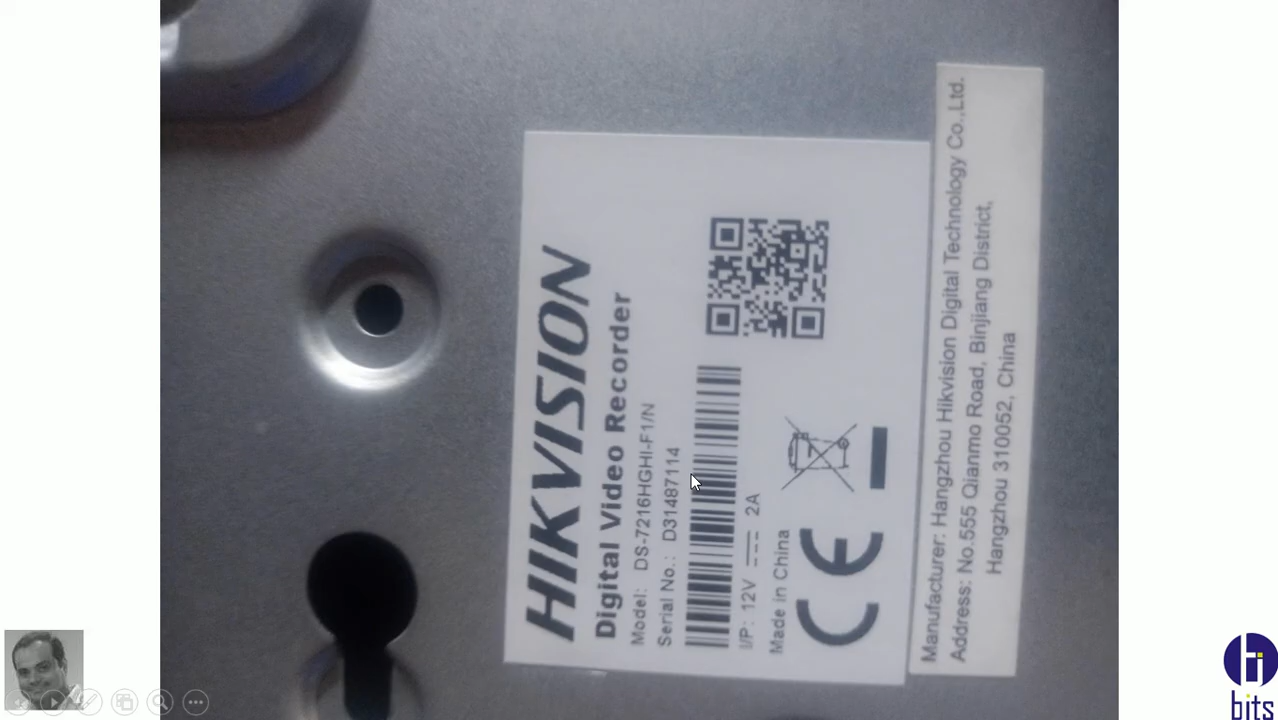 HIKVISION
Digital Video Recorder
Model: DS-7216HGHI-F1/N
Serial No.: D31487114
I/P: 12V 2A
Made in China
CE
Manufacturer: Hangzhou Hikvision Digital Technology Co.,Ltd.
Address: No.555 Qianmo Road, Binjiang District,
Hangzhou 310052, China
hi
bits